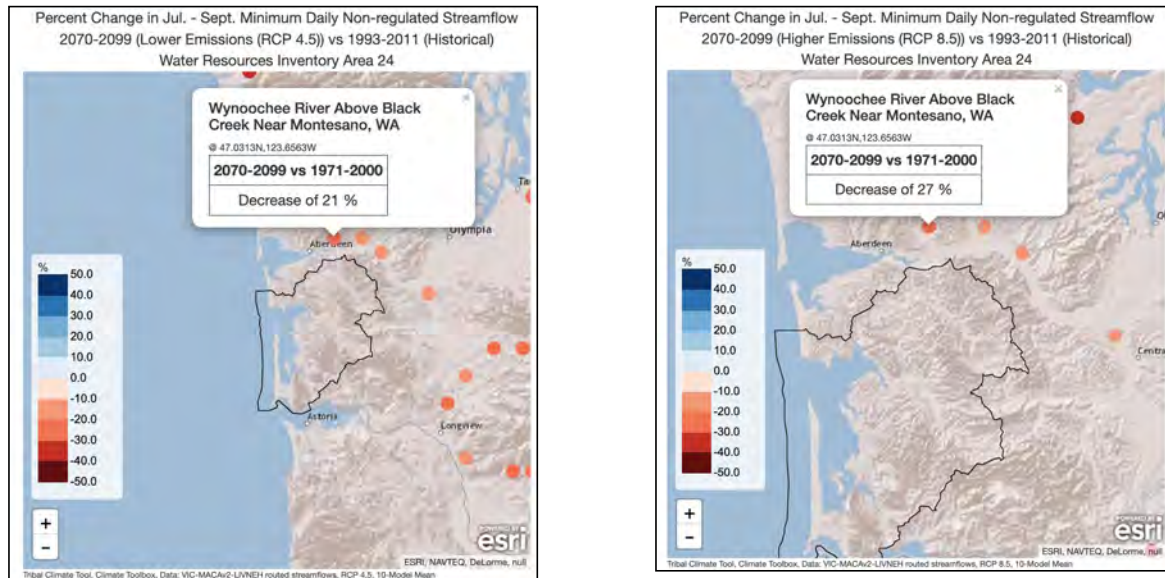 Percent Change in Jul. - Sept. Minimum Daily Non-regulated Streamflow
2070-2099 (Lower Emissions (RCP 4.5)) vs 1993-2011 (Historical)
Water Resources Inventory Area 24
Wynoochee River Above Black
Creek Near Montesano, WA
@ 47.0313N,123.6563W
2070-2099 vs 1971-2000
Decrease of 21 %
Ta
Olympia
Aberdeen
%
50.0
40.0
30.0
20.0
10.0
0.0
-10.0
-20.0
-30.0
-40.0
-50.0
Astoria
Longview
+
−
POWERED BY
esri
ESRI, NAVTEQ, DeLorme, null
Tribal Climate Tool, Climate Toolbox, Data: VIC-MACAv2-LIVNEH routed streamflows, RCP 4.5, 10-Model Mean
Percent Change in Jul. - Sept. Minimum Daily Non-regulated Streamflow
2070-2099 (Higher Emissions (RCP 8.5)) vs 1993-2011 (Historical)
Water Resources Inventory Area 24
Wynoochee River Above Black
Creek Near Montesano, WA
@ 47.0313N,123.6563W
2070-2099 vs 1971-2000
Decrease of 27 %
Ol
Aberdeen
%
50.0
40.0
30.0
20.0
10.0
0.0
-10.0
-20.0
-30.0
-40.0
-50.0
Centra
+
−
POWERED BY
esri
ESRI, NAVTEQ, DeLorme, null
Tribal Climate Tool, Climate Toolbox, Data: VIC-MACAv2-LIVNEH routed streamflows, RCP 8.5, 10-Model Mean